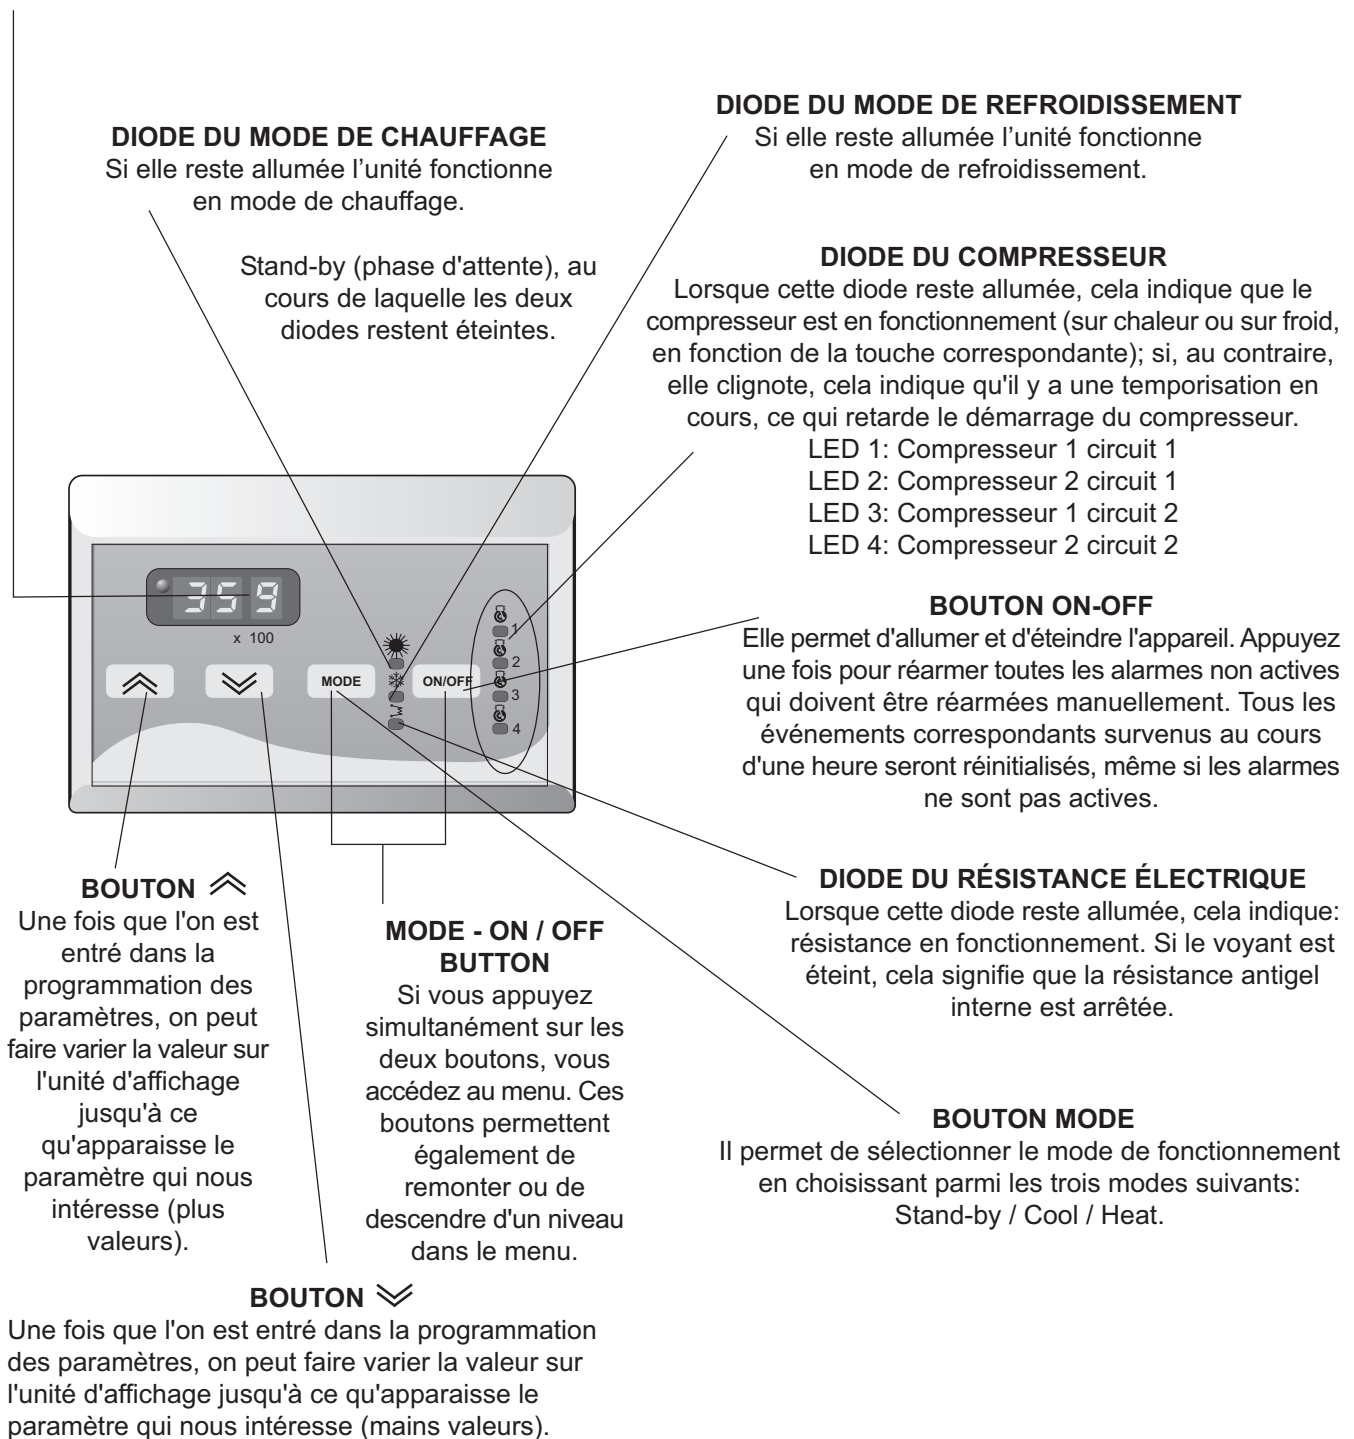 DIODE DU MODE DE CHAUFFAGE
Si elle reste allumée l’unité fonctionne
en mode de chauffage.
Stand-by (phase d'attente), au
cours de laquelle les deux
diodes restent éteintes.
DIODE DU MODE DE REFROIDISSEMENT
Si elle reste allumée l’unité fonctionne
en mode de refroidissement.
DIODE DU COMPRESSEUR
Lorsque cette diode reste allumée, cela indique que le
compresseur est en fonctionnement (sur chaleur ou sur froid,
en fonction de la touche correspondante); si, au contraire,
elle clignote, cela indique qu'il y a une temporisation en
cours, ce qui retarde le démarrage du compresseur.
LED 1: Compresseur 1 circuit 1
LED 2: Compresseur 2 circuit 1
LED 3: Compresseur 1 circuit 2
LED 4: Compresseur 2 circuit 2
359
x 100
MODE
ON/OFF
1
2
3
4
BOUTON ON-OFF
Elle permet d'allumer et d'éteindre l'appareil. Appuyez
une fois pour réarmer toutes les alarmes non actives
qui doivent être réarmées manuellement. Tous les
événements correspondants survenus au cours
d'une heure seront réinitialisés, même si les alarmes
ne sont pas actives.
BOUTON
Une fois que l'on est
entré dans la
programmation des
paramètres, on peut
faire varier la valeur sur
l'unité d'affichage
jusqu'à ce
qu'apparaisse le
paramètre qui nous
intéresse (plus
valeurs).
MODE - ON / OFF
BUTTON
Si vous appuyez
simultanément sur les
deux boutons, vous
accédez au menu. Ces
boutons permettent
également de
remonter ou de
descendre d'un niveau
dans le menu.
DIODE DU RÉSISTANCE ÉLECTRIQUE
Lorsque cette diode reste allumée, cela indique:
résistance en fonctionnement. Si le voyant est
éteint, cela signifie que la résistance antigel
interne est arrêtée.
BOUTON MODE
Il permet de sélectionner le mode de fonctionnement
en choisissant parmi les trois modes suivants:
Stand-by / Cool / Heat.
BOUTON
Une fois que l'on est entré dans la programmation
des paramètres, on peut faire varier la valeur sur
l'unité d'affichage jusqu'à ce qu'apparaisse le
paramètre qui nous intéresse (mains valeurs).